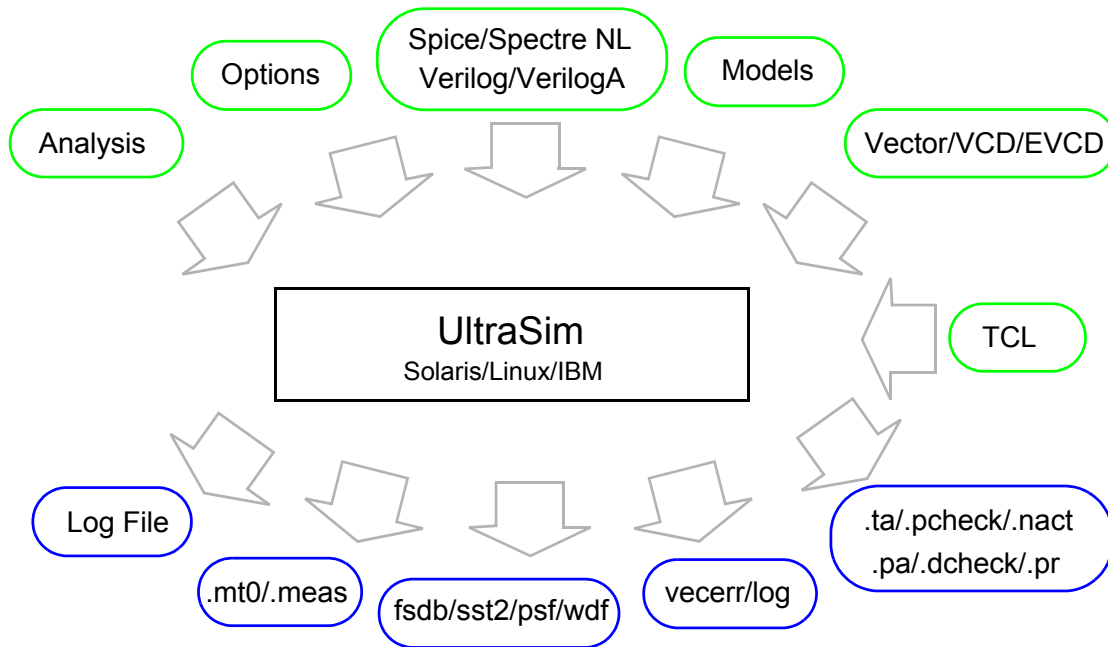 Spice/Spectre NL
Verilog/VerilogA
Options
Models
Analysis
Vector/VCD/EVCD
UltraSim
Solaris/Linux/IBM
TCL
Log File
.ta/.pcheck/.nact
.pa/.dcheck/.pr
.mt0/.meas
fsdb/sst2/psf/wdf
vecerr/log